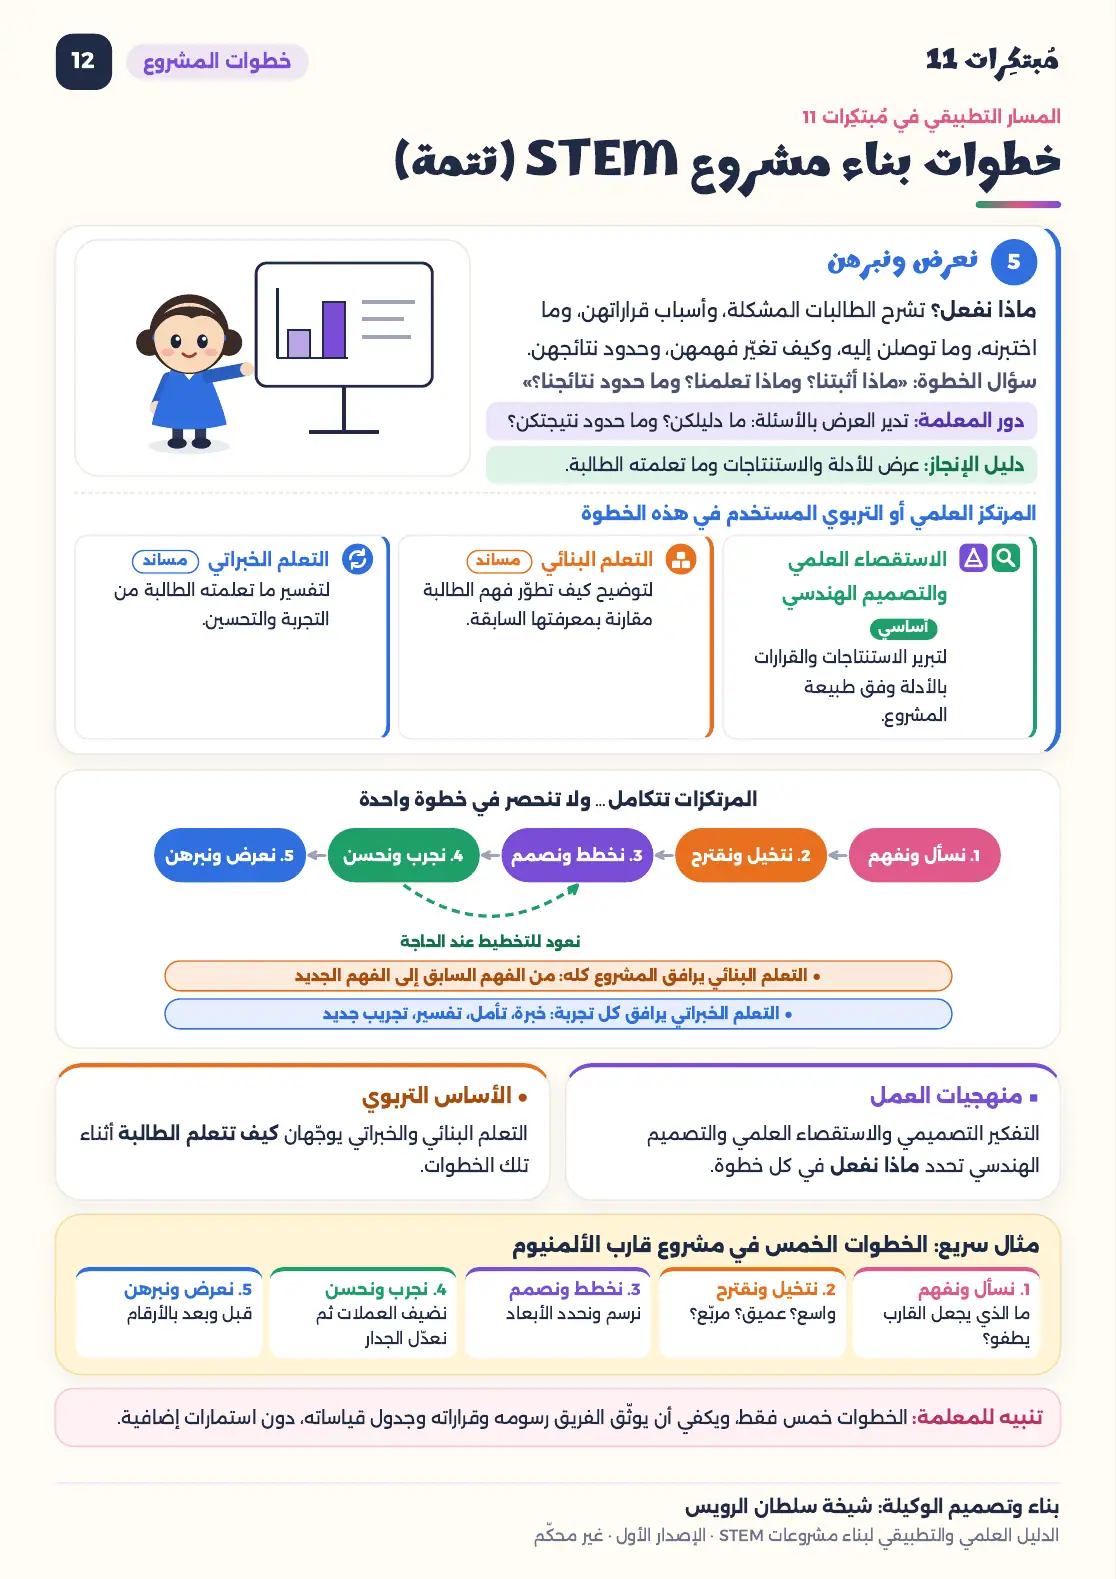 مُبتكِرات 11
خطوات المشروع
12
المسار التطبيقي في مُبتكِرات 11
خطوات بناء مشروع STEM (تتمة)
5
نعرض ونبرهن
ماذا نفعل؟ تشرح الطالبات المشكلة، وأسباب قراراتهن، وما
اختبرنه، وما توصلن إليه، وكيف تغيّر فهمهن، وحدود نتائجهن.
سؤال الخطوة: «ماذا أثبتنا؟ وماذا تعلمنا؟ وما حدود نتائجنا؟»
دور المعلمة: تدير العرض بالأسئلة: ما دليلكن؟ وما حدود نتيجتكن؟
دليل الإنجاز: عرض للأدلة والاستنتاجات وما تعلمته الطالبة.
المرتكز العلمي أو التربوي المستخدم في هذه الخطوة
الاستقصاء العلمي
والتصميم الهندسي
أساسي
لتبرير الاستنتاجات والقرارات
بالأدلة وفق طبيعة
المشروع.
التعلم البنائي
مساند
لتوضيح كيف تطوّر فهم الطالبة
مقارنة بمعرفتها السابقة.
التعلم الخبراتي
مساند
لتفسير ما تعلمته الطالبة من
التجربة والتحسين.
المرتكزات تتكامل... ولا تنحصر في خطوة واحدة
1. نسأل ونفهم
2. نتخيل ونقترح
3. نخطط ونصمم
4. نجرب ونحسن
5. نعرض ونبرهن
نعود للتخطيط عند الحاجة
● التعلم البنائي يرافق المشروع كله: من الفهم السابق إلى الفهم الجديد
● التعلم الخبراتي يرافق كل تجربة: خبرة، تأمل، تفسير، تجريب جديد
■ منهجيات العمل
التفكير التصميمي والاستقصاء العلمي والتصميم
الهندسي تحدد ماذا نفعل في كل خطوة.
● الأساس التربوي
التعلم البنائي والخبراتي يوجّهان كيف تتعلم الطالبة أثناء
تلك الخطوات.
مثال سريع: الخطوات الخمس في مشروع قارب الألمنيوم
1. نسأل ونفهم
ما الذي يجعل القارب
يطفو؟
2. نتخيل ونقترح
واسع؟ عميق؟ مربّع؟
3. نخطط ونصمم
نرسم ونحدد الأبعاد
4. نجرب ونحسن
نضيف العملات ثم
نعدّل الجدار
5. نعرض ونبرهن
قبل وبعد بالأرقام
تنبيه للمعلمة: الخطوات خمس فقط، ويكفي أن يوثّق الفريق رسومه وقراراته وجدول قياساته، دون استمارات إضافية.
بناء وتصميم الوكيلة: شيخة سلطان الرويس
الدليل العلمي والتطبيقي لبناء مشروعات STEM · الإصدار الأول · غير محكّم